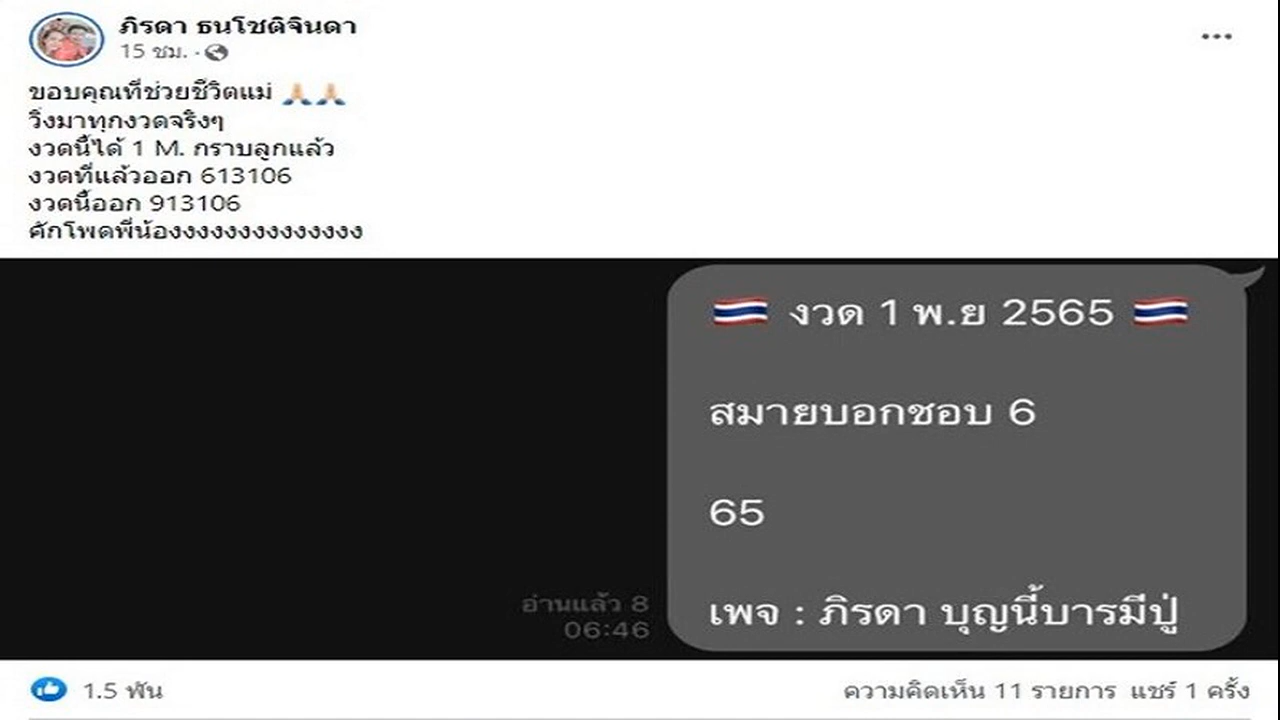 ภิรดา ธนโชติจินดา
15 ชม. ·
ขอบคุณที่ช่วยชีวิตแม่ 🙏🏻🙏🏻
วิ่งมาทุกงวดจริงๆ
งวดนี้ได้ 1 M. กราบลูกแล้ว
งวดที่แล้วออก 613106
งวดนี้ออก 913106
คักโพดพี่น้องงงงงงงงงงงงงงง
🇹🇭 งวด 1 พ.ย 2565 🇹🇭
สมายบอกชอบ 6
65
อ่านแล้ว 8
06:46
เพจ : ภิรดา บุญนี้บารมีปู่
1.5 พัน
ความคิดเห็น 11 รายการ แชร์ 1 ครั้ง